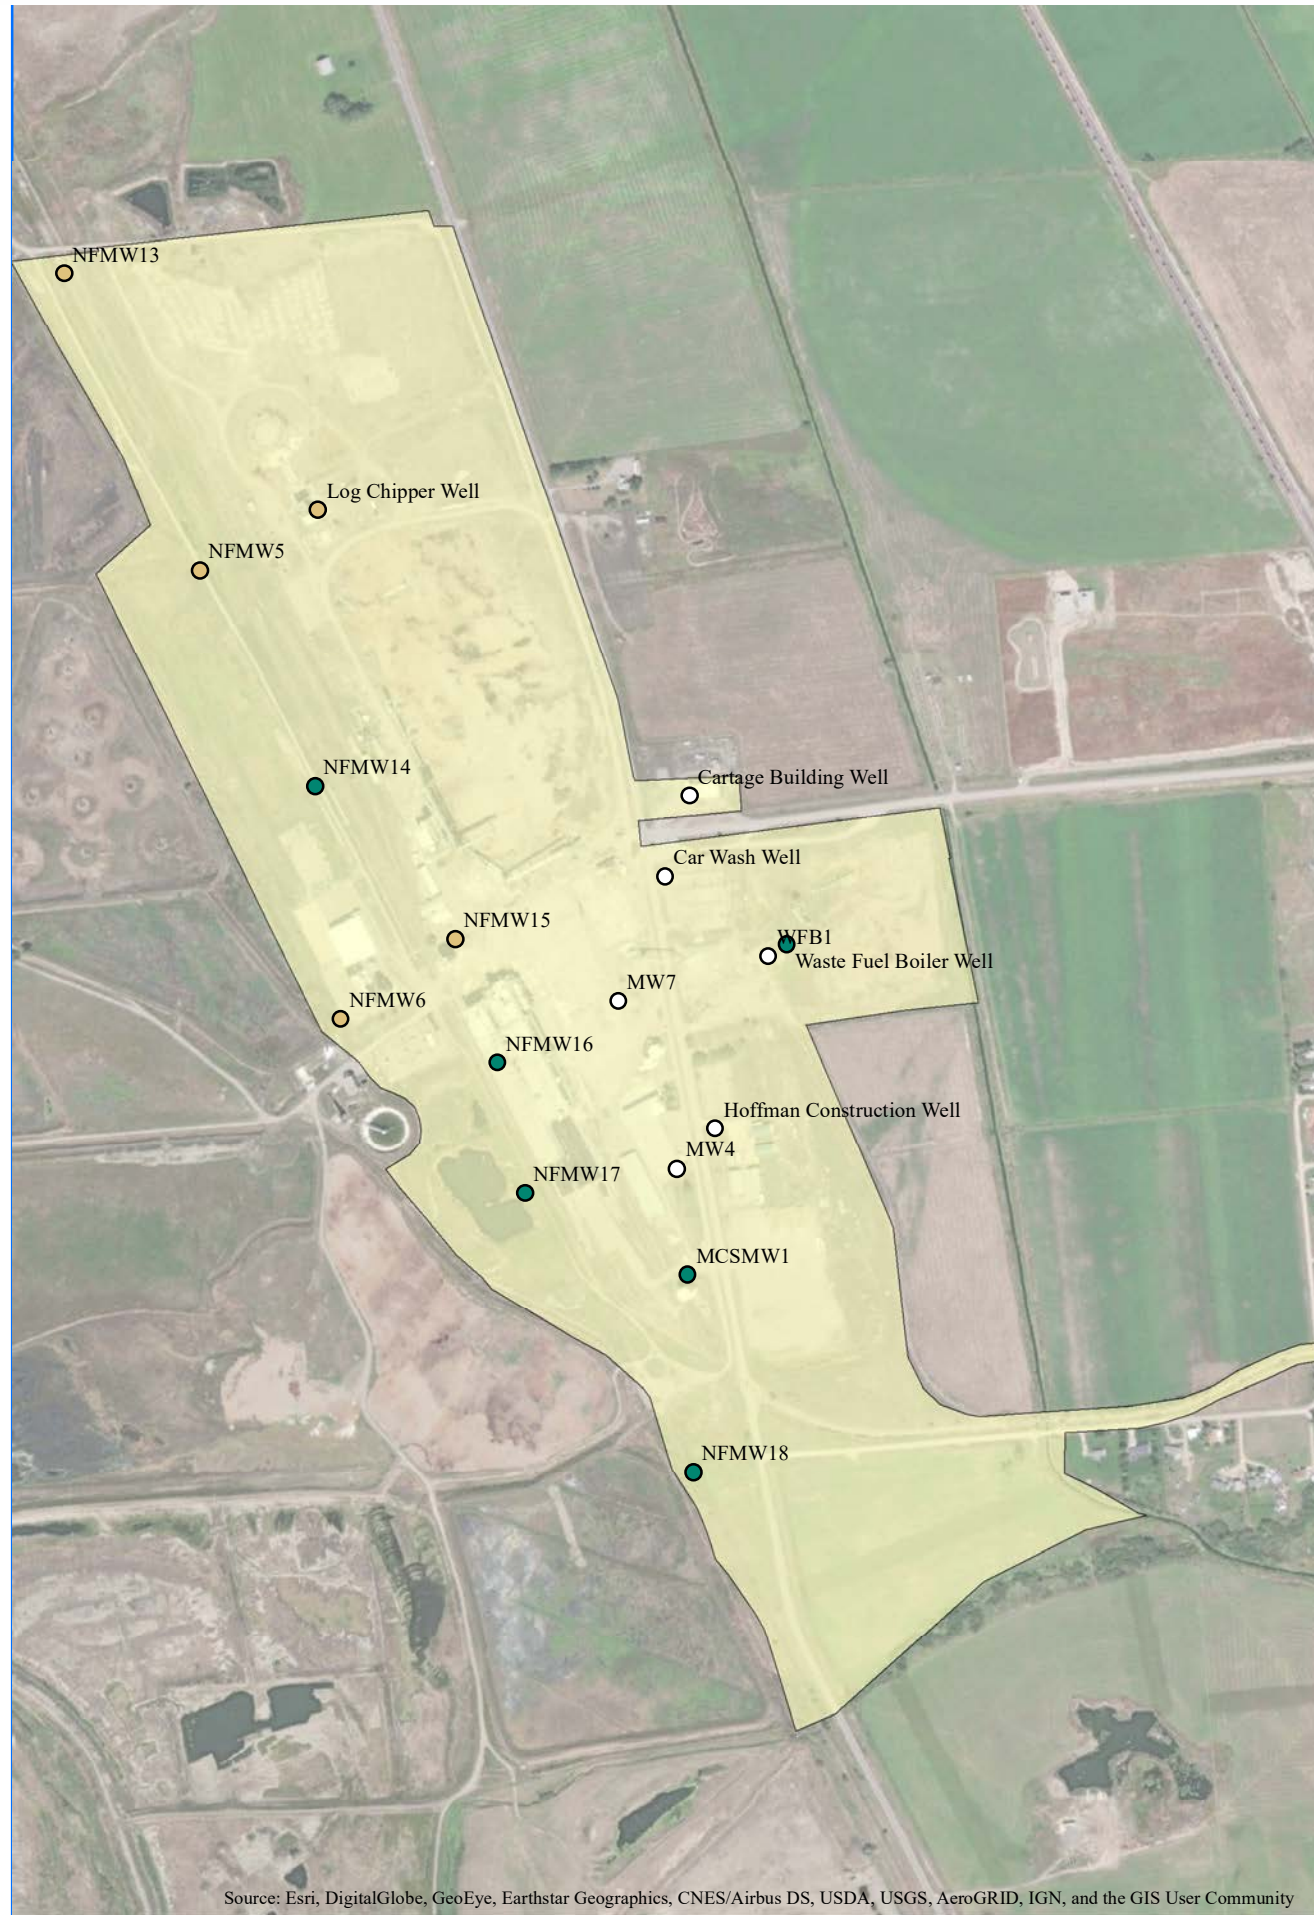 NFMW13
Log Chipper Well
NFMW5
NFMW14
Cartage Building Well
Car Wash Well
NFMW15
WFB1
Waste Fuel Boiler Well
MW7
NFMW6
NFMW16
Hoffman Construction Well
MW4
NFMW17
MCSMW1
NFMW18
Source: Esri, DigitalGlobe, GeoEye, Earthstar Geographics, CNES/Airbus DS, USDA, USGS, AeroGRID, IGN, and the GIS User Community